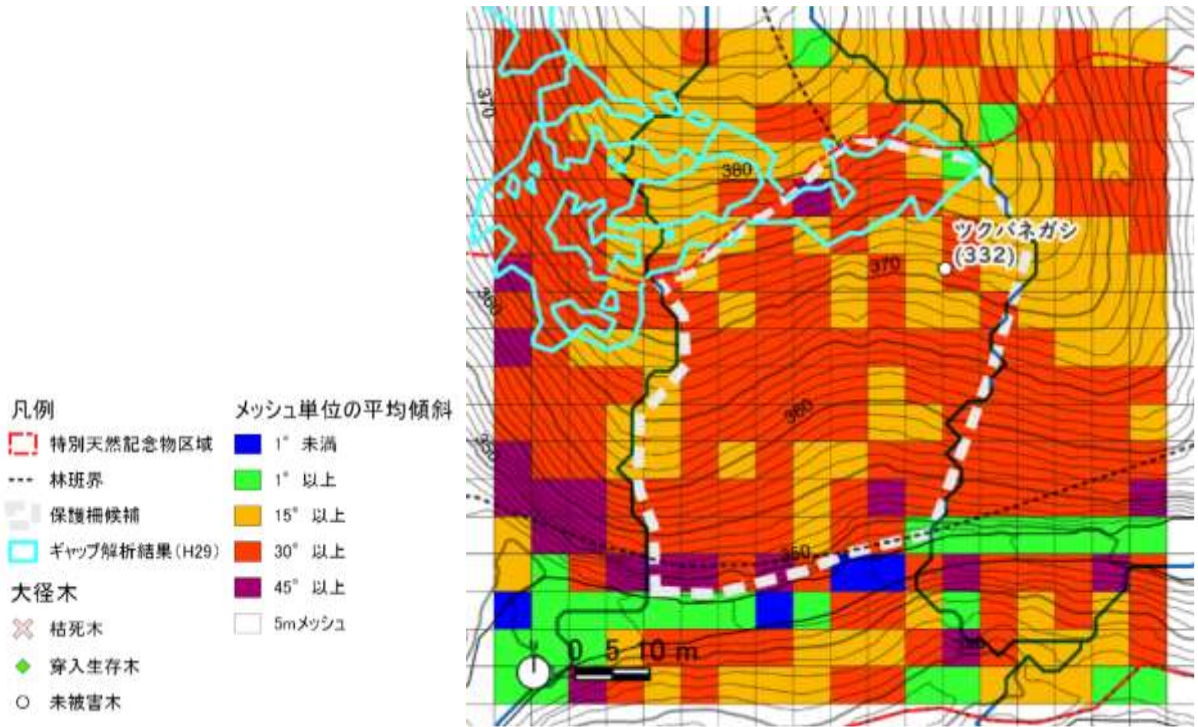 凡例
特別天然記念物区域
林班界
保護柵候補
ギャップ解析結果(H29)
大径木
枯死木
穿入生存木
未被害木
メッシュ単位の平均傾斜
1° 未満
1° 以上
15° 以上
30° 以上
45° 以上
5mメッシュ
370
380
ツクバネガシ
(332)
370
360
360
350
350
0 5 10 m